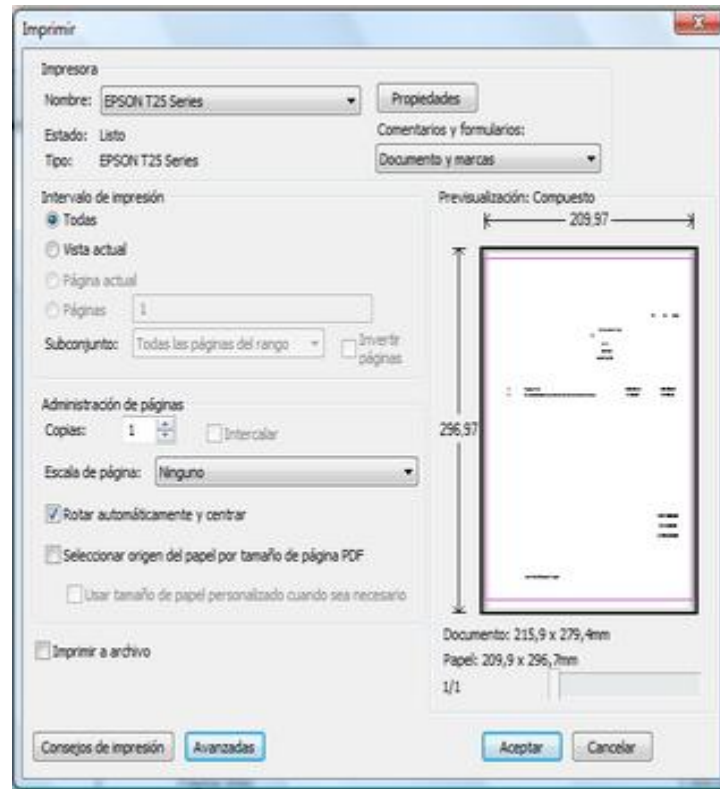 Imprimir
Impresora
Nombre: EPSON T25 Series
Propiedades
Estado: Listo
Comentarios y formularios:
Tipo: EPSON T25 Series
Documento y marcas
Intervalo de impresión
Todas
Vista actual
Página actual
Páginas 1
Subconjunto: Todas las páginas del rango
Invertir
páginas
Administración de páginas
Copias: 1
Intercalar
Escala de página: Ninguno
Rotar automáticamente y centrar
Seleccionar origen del papel por tamaño de página PDF
Usar tamaño de papel personalizado cuando sea necesario
Imprimir a archivo
Previsualización: Compuesto
209,97
296,97
Documento: 215,9 x 279,4mm
Papel: 209,9 x 296,7mm
1/1
Consejos de impresión
Avanzadas
Aceptar
Cancelar